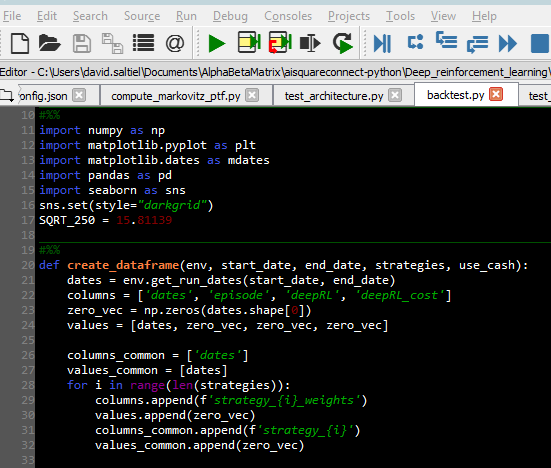 File Edit Search Source Run Debug Consoles Projects Tools View Help
Editor - C:\Users\david.saltiel\Documents\AlphaBetaMatrix\aisquareconnect-python\Deep_reinforcement_learning\
onfig.json compute_markovitz_ptf.py test_architecture.py backtest.py test_
10 #%%
11 import numpy as np
12 import matplotlib.pyplot as plt
13 import matplotlib.dates as mdates
14 import pandas as pd
15 import seaborn as sns
16 sns.set(style="darkgrid")
17 SQRT_250 = 15.81139
18
19 #%%
20 def create_dataframe(env, start_date, end_date, strategies, use_cash):
21     dates = env.get_run_dates(start_date, end_date)
22     columns = ['dates', 'episode', 'deepRL', 'deepRL_cost']
23     zero_vec = np.zeros(dates.shape[0])
24     values = [dates, zero_vec, zero_vec, zero_vec]
25
26     columns_common = ['dates']
27     values_common = [dates]
28     for i in range(len(strategies)):
29         columns.append(f'strategy_{i}_weights')
30         values.append(zero_vec)
31         columns_common.append(f'strategy_{i}')
32         values_common.append(zero_vec)
33